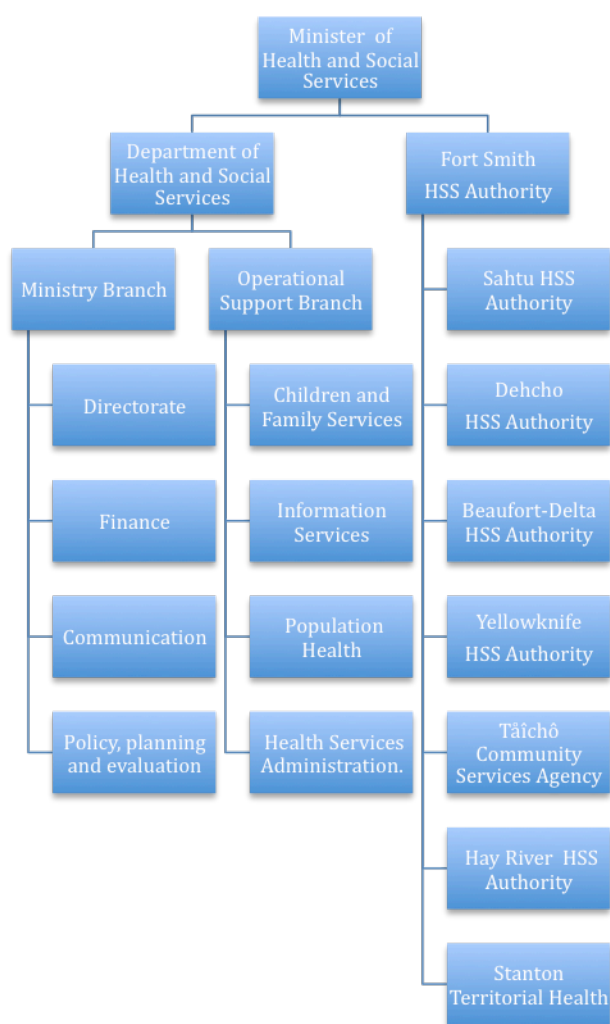 Minister of
Health and Social
Services
Department of
Health and Social
Services
Fort Smith
HSS Authority
Ministry Branch
Operational
Support Branch
Sahtu HSS
Authority
Directorate
Children and
Family Services
Dehcho
HSS Authority
Finance
Information
Services
Beaufort-Delta
HSS Authority
Communication
Population
Health
Yellowknife
HSS Authority
Policy, planning
and evaluation
Health Services
Administration.
Tåîchô
Community
Services Agency
Hay River HSS
Authority
Stanton
Territorial Health